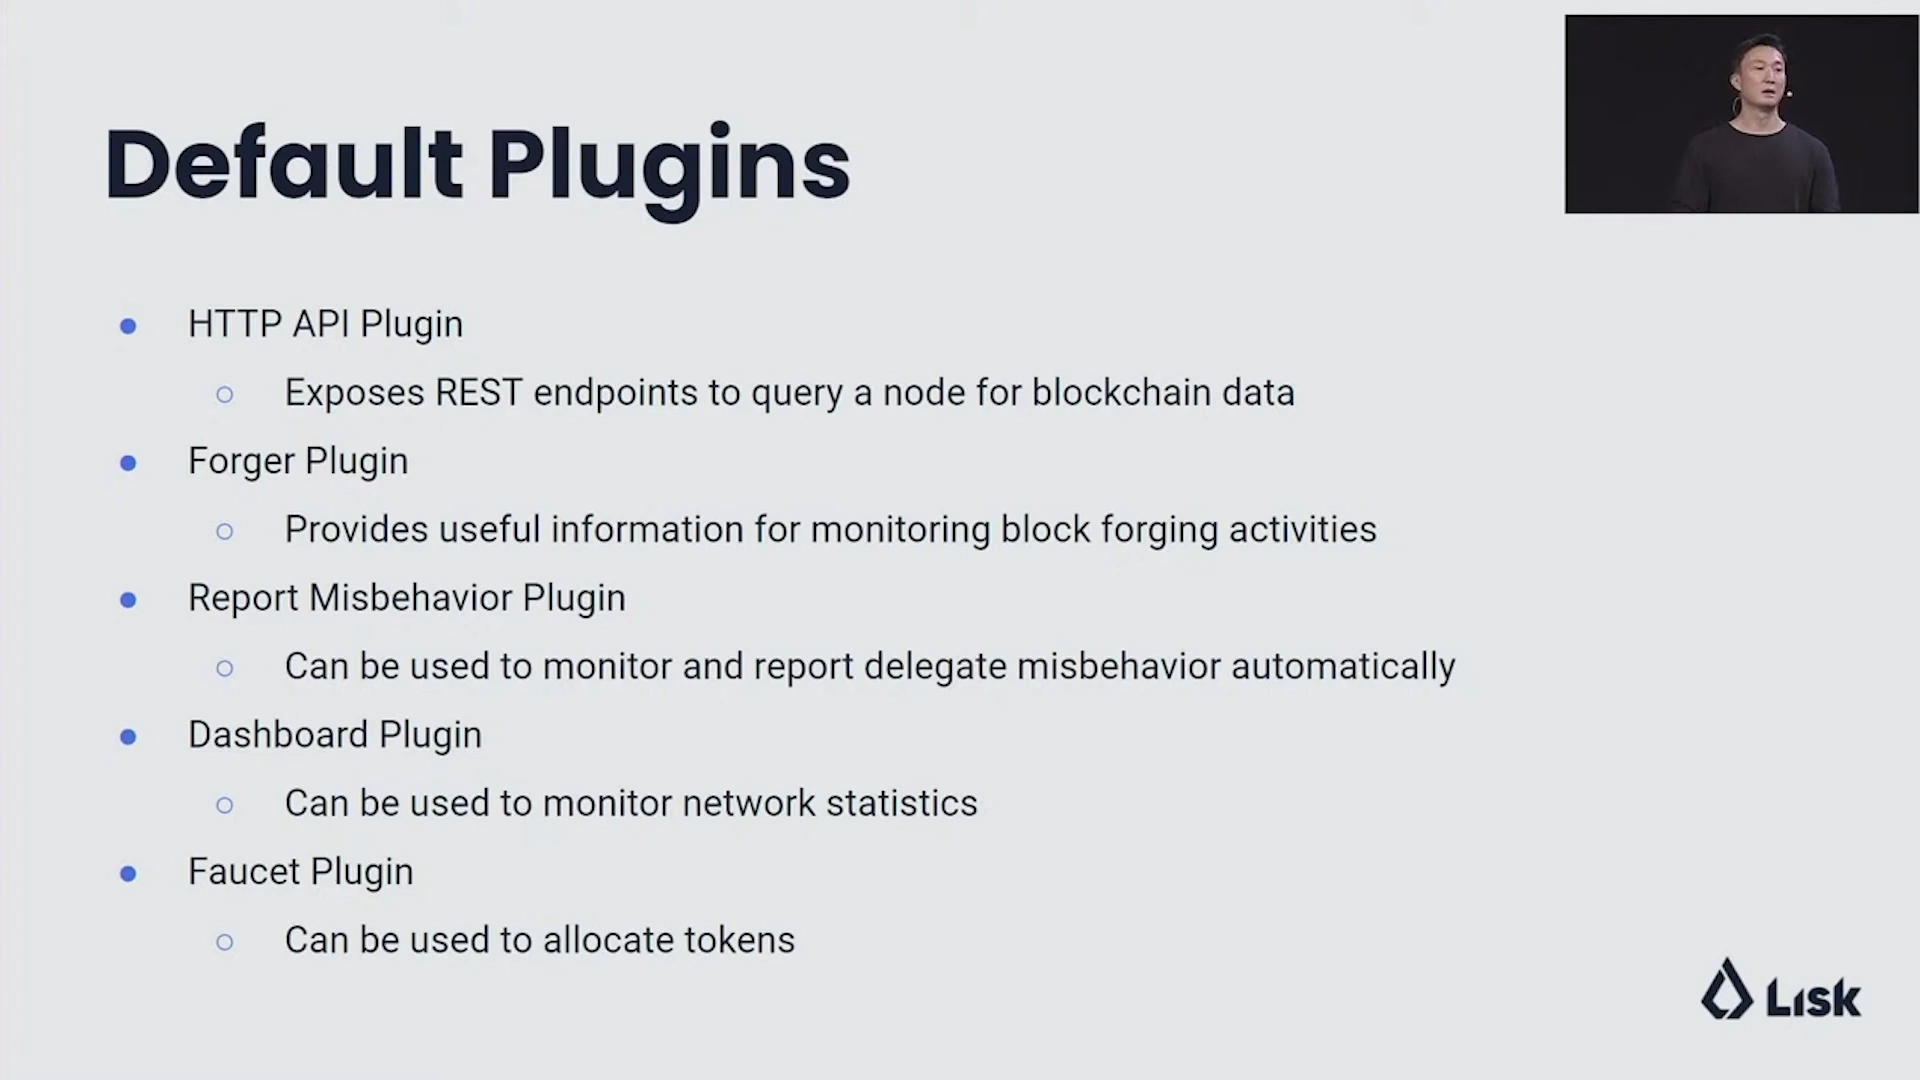 Default Plugins
HTTP API Plugin
Exposes REST endpoints to query a node for blockchain data
Forger Plugin
Provides useful information for monitoring block forging activities
Report Misbehavior Plugin
Can be used to monitor and report delegate misbehavior automatically
Dashboard Plugin
Can be used to monitor network statistics
Faucet Plugin
Can be used to allocate tokens
Lisk